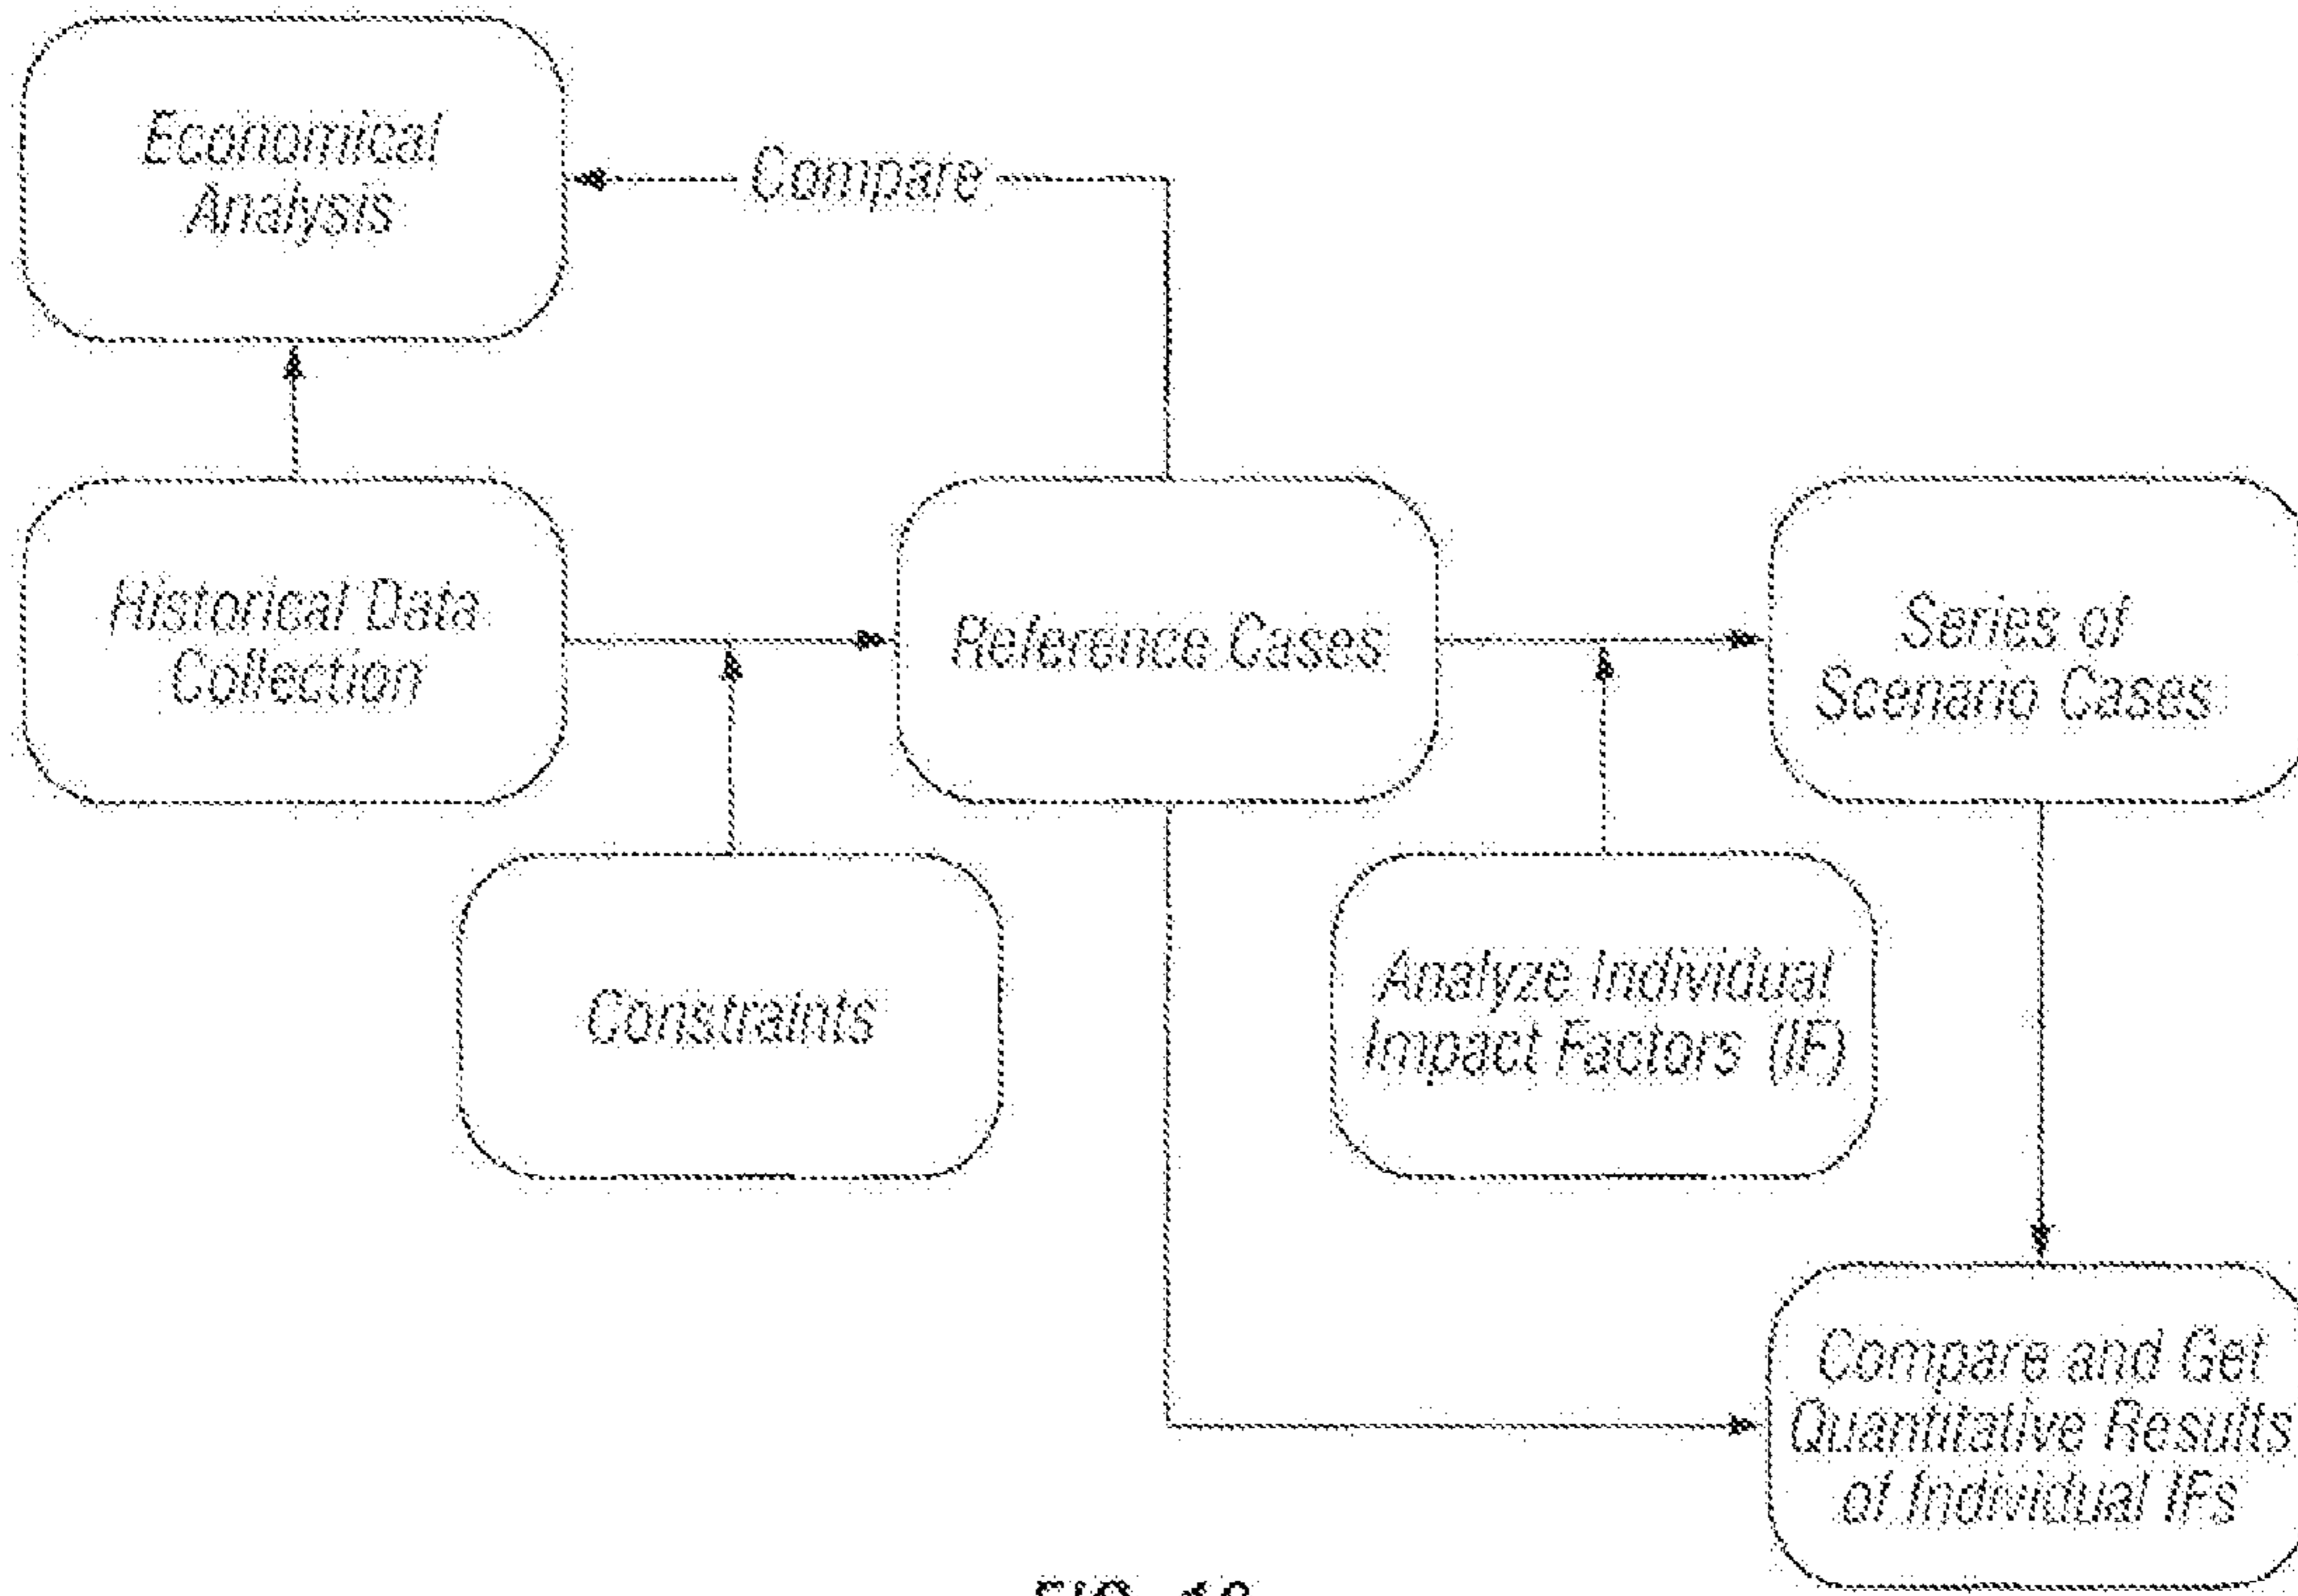 Economical
Analysis
Compare
Historical Data
Collection
Reference Cases
Series of
Scenario Cases
Constraints
Analyze Individual
Impact Factors (IF)
Compare and Get
Quantitative Results
of Individual IFs